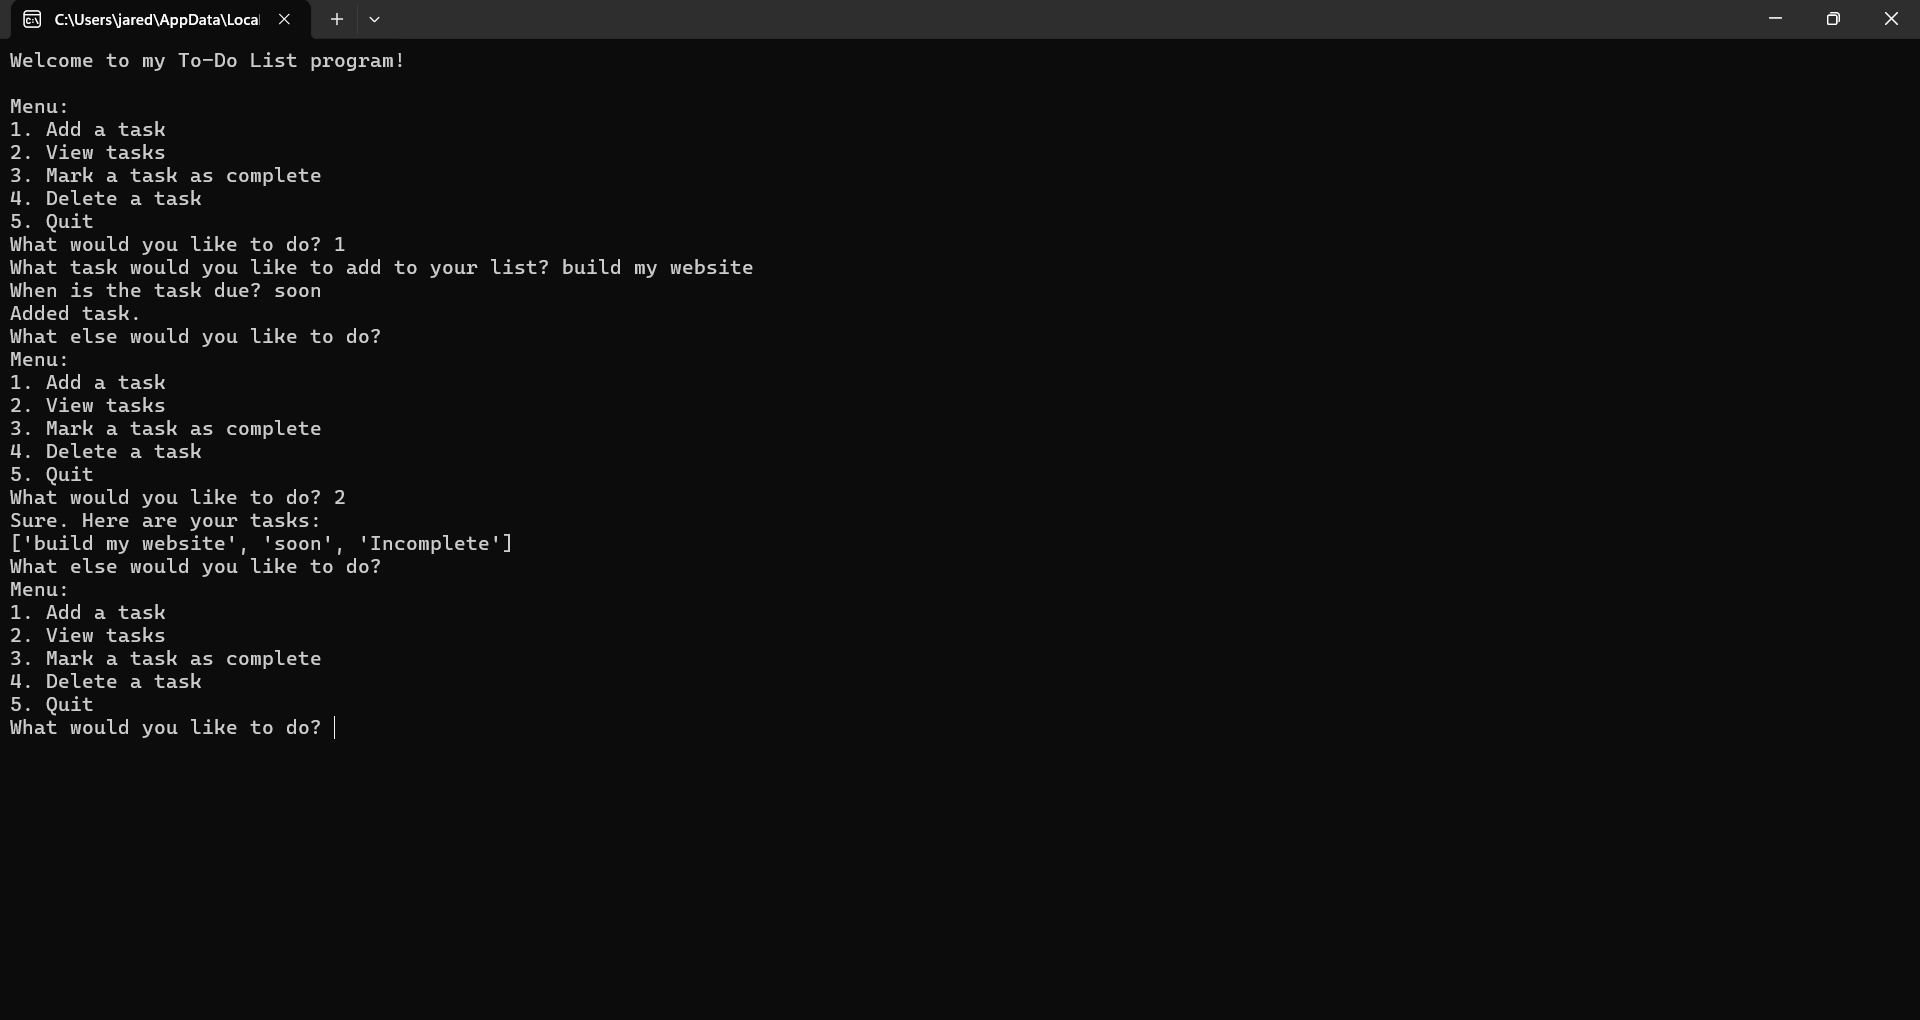 C:\Users\jared\AppData\Loca
Welcome to my To-Do List program!
Menu:
1. Add a task
2. View tasks
3. Mark a task as complete
4. Delete a task
5. Quit
What would you like to do? 1
What task would you like to add to your list? build my website
When is the task due? soon
Added task.
What else would you like to do?
Menu:
1. Add a task
2. View tasks
3. Mark a task as complete
4. Delete a task
5. Quit
What would you like to do? 2
Sure. Here are your tasks:
['build my website', 'soon', 'Incomplete']
What else would you like to do?
Menu:
1. Add a task
2. View tasks
3. Mark a task as complete
4. Delete a task
5. Quit
What would you like to do?